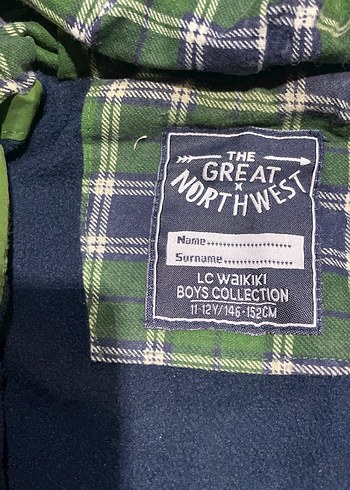 THE
GREAT
x
NORTHWEST
Name......................
Surname..................
LC WAIKIKI
BOYS COLLECTION
11-12Y/146-152CM